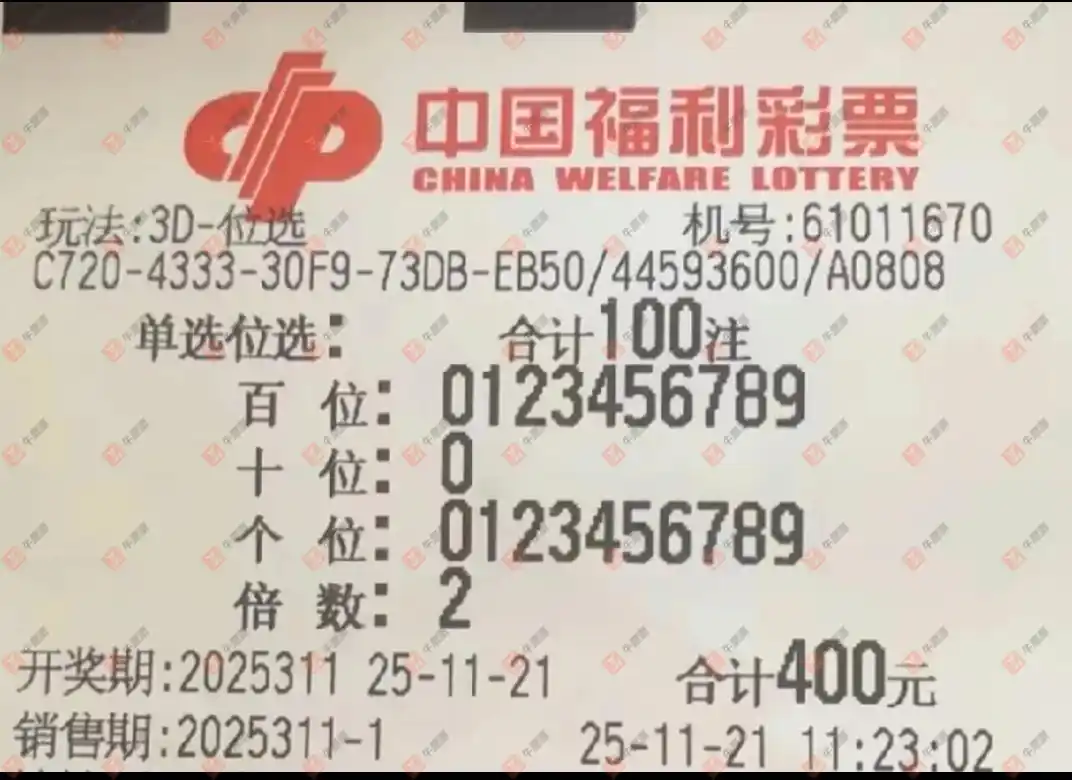 中国福利彩票
CHINA WELFARE LOTTERY
玩法:3D-位选 机号:61011670
C720-4333-30F9-73DB-EB50/44593600/A0808
单选位选: 合计100注
百 位: 0123456789
十 位: 0
个 位: 0123456789
倍 数: 2
开奖期:2025311 25-11-21 合计400元
销售期:2025311-1 25-11-21 11:23:02